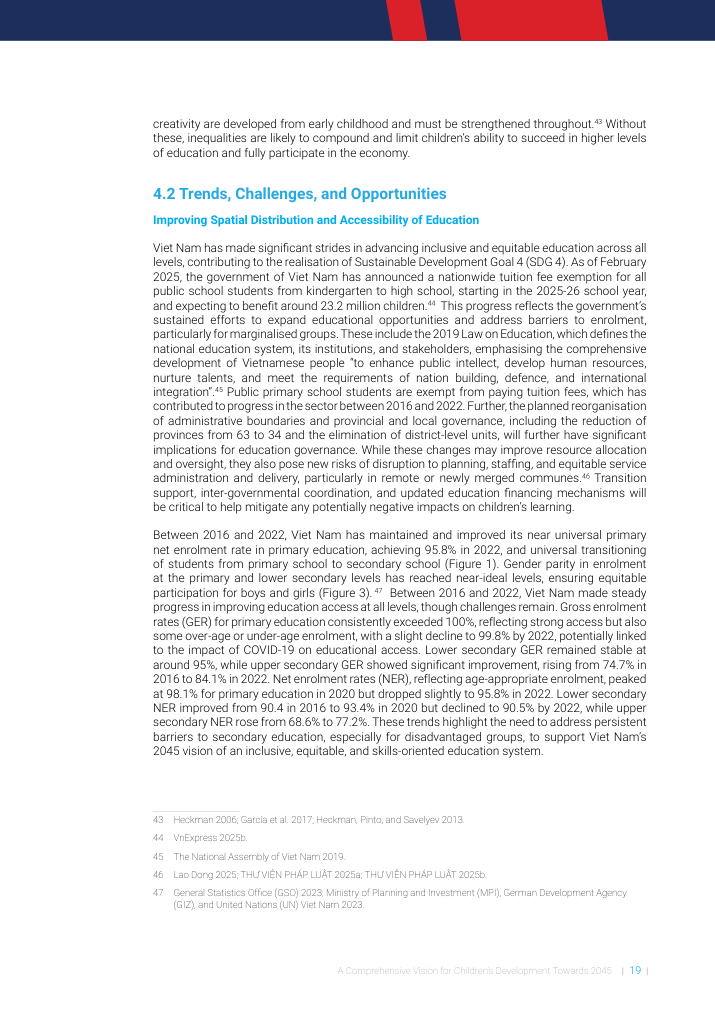 creativity are developed from early childhood and must be strengthened throughout.43 Without
these, inequalities are likely to compound and limit children's ability to succeed in higher levels
of education and fully participate in the economy.
4.2 Trends, Challenges, and Opportunities
Improving Spatial Distribution and Accessibility of Education
Viet Nam has made significant strides in advancing inclusive and equitable education across all
levels, contributing to the realisation of Sustainable Development Goal 4 (SDG 4). As of February
2025, the government of Viet Nam has announced a nationwide tuition fee exemption for all
public school students from kindergarten to high school, starting in the 2025-26 school year,
and expecting to benefit around 23.2 million children.44 This progress reflects the government's
sustained efforts to expand educational opportunities and address barriers to enrolment,
particularly for marginalised groups. These include the 2019 Law on Education, which defines the
national education system, its institutions, and stakeholders, emphasising the comprehensive
development of Vietnamese people "to enhance public intellect, develop human resources,
nurture talents, and meet the requirements of nation building, defence, and international
integration".45 Public primary school students are exempt from paying tuition fees, which has
contributed to progress in the sector between 2016 and 2022. Further, the planned reorganisation
of administrative boundaries and provincial and local governance, including the reduction of
provinces from 63 to 34 and the elimination of district-level units, will further have significant
implications for education governance. While these changes may improve resource allocation
and oversight, they also pose new risks of disruption to planning, staffing, and equitable service
administration and delivery, particularly in remote or newly merged communes.46 Transition
support, inter-governmental coordination, and updated education financing mechanisms will
be critical to help mitigate any potentially negative impacts on children's learning.
Between 2016 and 2022, Viet Nam has maintained and improved its near universal primary
net enrolment rate in primary education, achieving 95.8% in 2022, and universal transitioning
of students from primary school to secondary school (Figure 1). Gender parity in enrolment
at the primary and lower secondary levels has reached near-ideal levels, ensuring equitable
participation for boys and girls (Figure 3). 47 Between 2016 and 2022, Viet Nam made steady
progress in improving education access at all levels, though challenges remain. Gross enrolment
rates (GER) for primary education consistently exceeded 100%, reflecting strong access but also
some over-age or under-age enrolment, with a slight decline to 99.8% by 2022, potentially linked
to the impact of COVID-19 on educational access. Lower secondary GER remained stable at
around 95%, while upper secondary GER showed significant improvement, rising from 74.7% in
2016 to 84.1% in 2022. Net enrolment rates (NER), reflecting age-appropriate enrolment, peaked
at 98.1% for primary education in 2020 but dropped slightly to 95.8% in 2022. Lower secondary
NER improved from 90.4 in 2016 to 93.4% in 2020 but declined to 90.5% by 2022, while upper
secondary NER rose from 68.6% to 77.2%. These trends highlight the need to address persistent
barriers to secondary education, especially for disadvantaged groups, to support Viet Nam's
2045 vision of an inclusive, equitable, and skills-oriented education system.
43 Heckman 2006; García et al. 2017; Heckman, Pinto, and Savelyev 2013.
44 VnExpress 2025b.
45 The National Assembly of Viet Nam 2019.
46 Lao Dong 2025; THƯ VIỆN PHÁP LUẬT 2025a; THƯ VIỆN PHÁP LUẬT 2025b.
47 General Statistics Office (GSO) 2023; Ministry of Planning and Investment (MPI), German Development Agency
(GIZ), and United Nations (UN) Viet Nam 2023.
A Comprehensive Vision for Children's Development Towards 2045 | 19 |